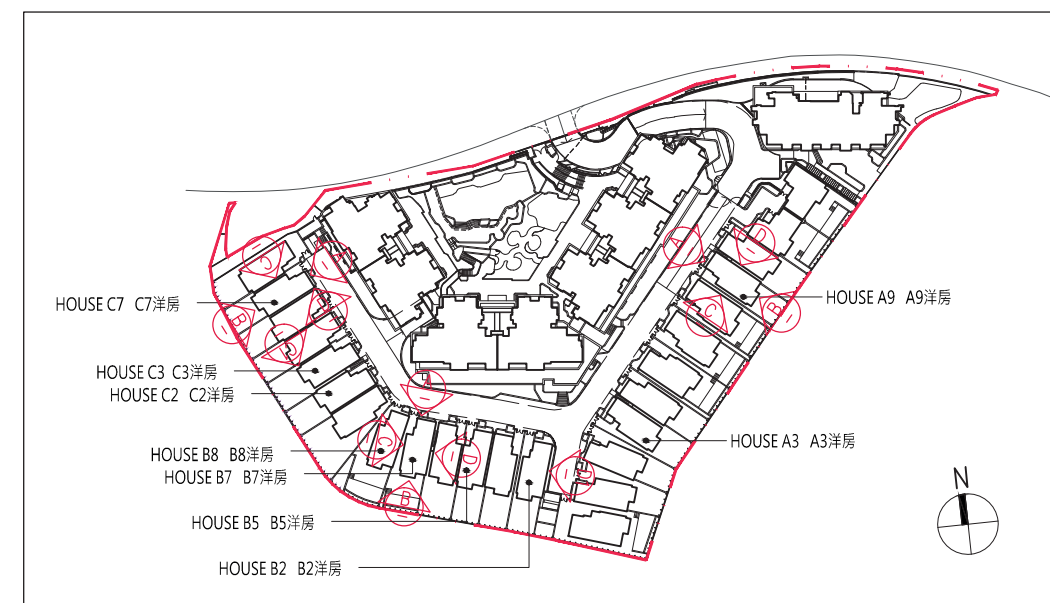 N
D
A
A
C
HOUSE C7 C7洋房
B
B
C
B
HOUSE A9 A9洋房
D
HOUSE C3 C3洋房
A
HOUSE C2 C2洋房
C
HOUSE A3 A3洋房
HOUSE B8 B8洋房
D
D
HOUSE B7 B7洋房
B
HOUSE B5 B5洋房
HOUSE B2 B2洋房